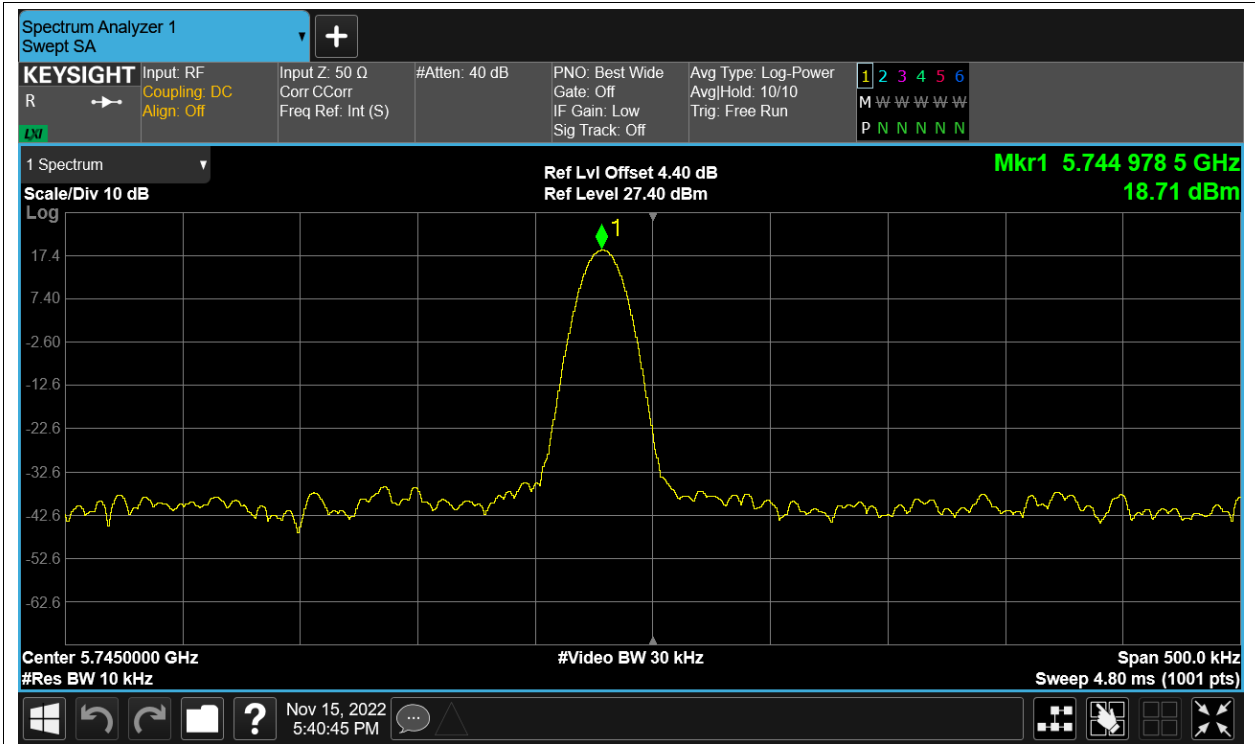 Spectrum Analyzer 1
Swept SA
+
KEYSIGHT
R
LXI
Input: RF
Coupling: DC
Align: Off
Input Z: 50 Ω
Corr CCorr
Freq Ref: Int (S)
#Atten: 40 dB
PNO: Best Wide
Gate: Off
IF Gain: Low
Sig Track: Off
Avg Type: Log-Power
Avg|Hold: 10/10
Trig: Free Run
1 2 3 4 5 6
M W W W W W
P N N N N N
1 Spectrum
Scale/Div 10 dB
Log
Ref Lvl Offset 4.40 dB
Ref Level 27.40 dBm
Mkr1 5.744 978 5 GHz
18.71 dBm
1
17.4
7.40
-2.60
-12.6
-22.6
-32.6
-42.6
-52.6
-62.6
Center 5.7450000 GHz
#Res BW 10 kHz
#Video BW 30 kHz
Span 500.0 kHz
Sweep 4.80 ms (1001 pts)
?
Nov 15, 2022
5:40:45 PM